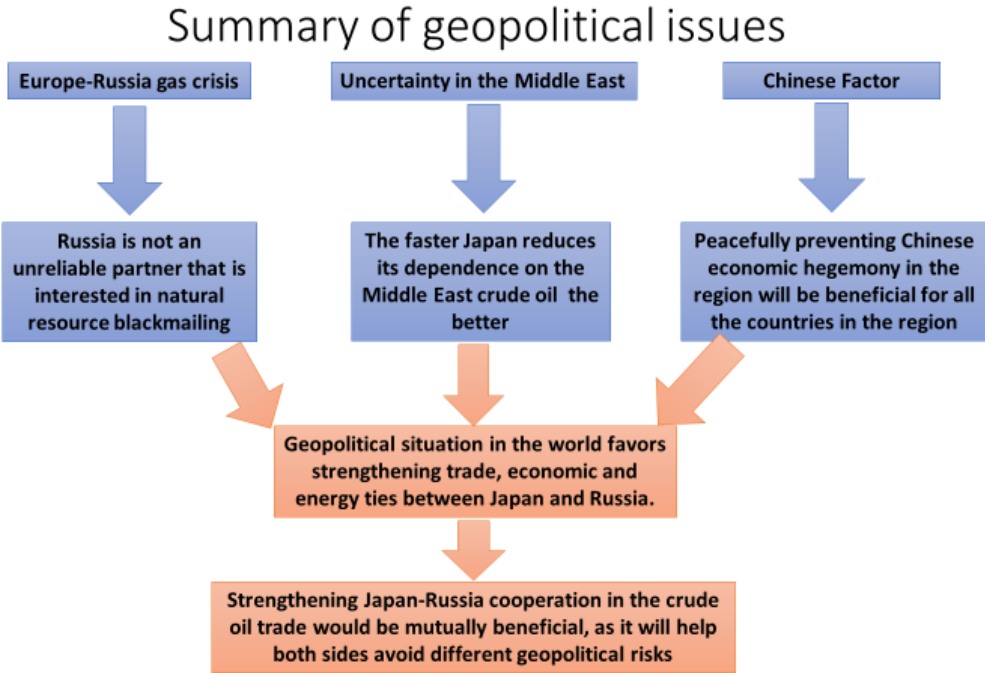 Summary of geopolitical issues
Europe-Russia gas crisis
Uncertainty in the Middle East
Chinese Factor
Russia is not an
unreliable partner that is
interested in natural
resource blackmailing
The faster Japan reduces
its dependence on the
Middle East crude oil the
better
Peacefully preventing Chinese
economic hegemony in the
region will be beneficial for all
the countries in the region
Geopolitical situation in the world favors
strengthening trade, economic and
energy ties between Japan and Russia.
Strengthening Japan-Russia cooperation in the crude
oil trade would be mutually beneficial, as it will help
both sides avoid different geopolitical risks